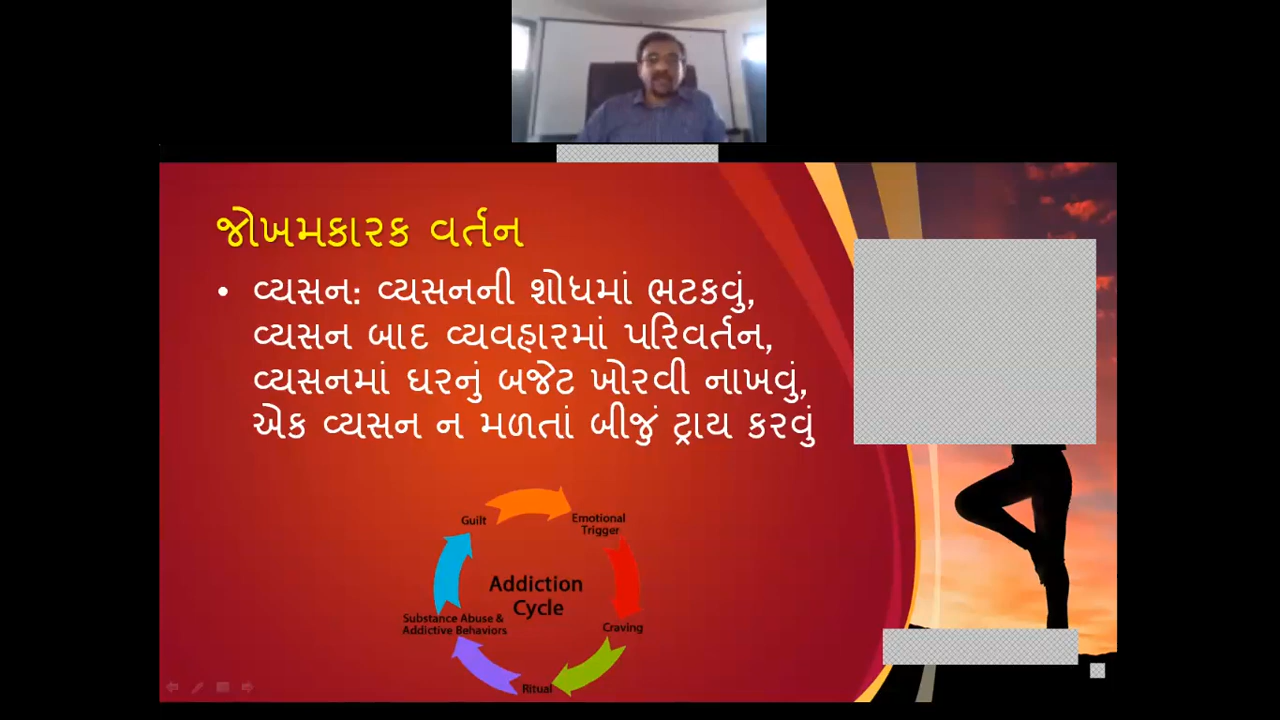 જોખમકારક વર્તન
• વ્યસન: વ્યસનની શોધમાં ભટકવું,
વ્યસન બાદ વ્યવહારમાં પરિવર્તન,
વ્યસનમાં ઘરનું બજેટ ખોરવી નાખવું,
એક વ્યસન ન મળતાં બીજું ટ્રાય કરવું
Guilt
Emotional
Trigger
Addiction
Cycle
Substance Abuse &
Addictive Behaviors
Craving
Ritual